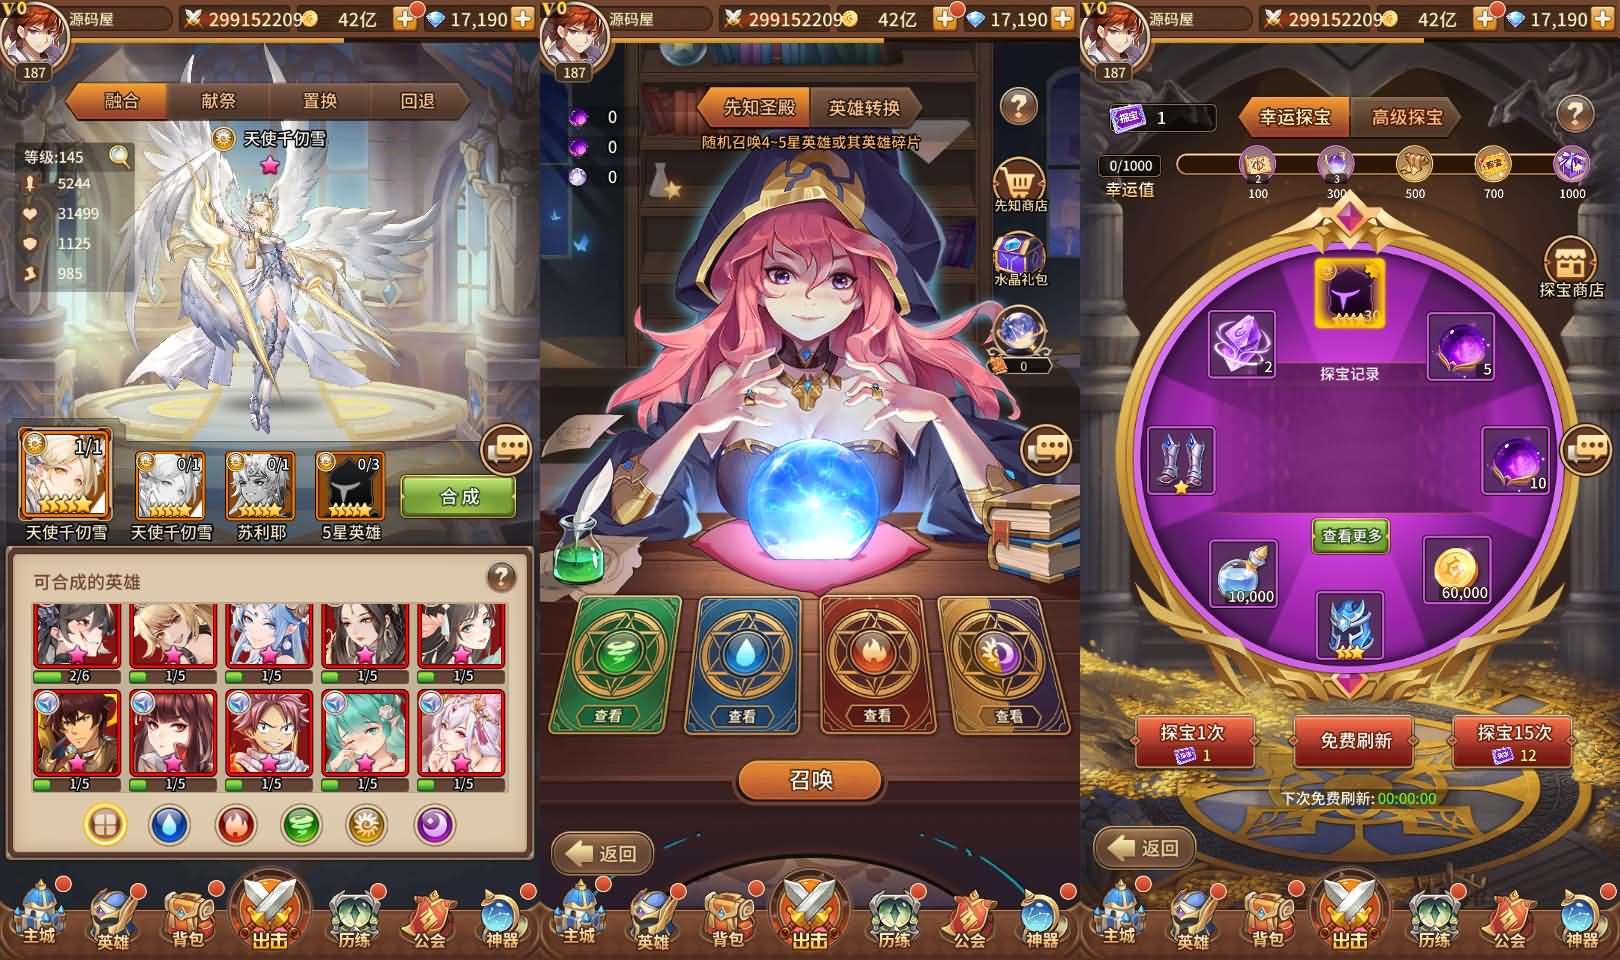 V0
源码屋
299152209
42亿
17,190
187
融合
献祭
置换
回退
天使千仞雪
等级:145
5244
31499
1125
985
1/1
0/1
0/1
0/3
天使千仞雪
天使千仞雪
苏利耶
5星英雄
合成
可合成的英雄
?
2/6
1/5
1/5
1/5
1/5
1/5
1/5
1/5
1/5
1/5
主城
英雄
背包
出击
历练
公会
神器
V0
源码屋
299152209
42亿
17,190
187
0
0
0
先知圣殿
英雄转换
?
随机召唤4~5星英雄或其英雄碎片
先知商店
水晶礼包
0
查看
查看
查看
查看
召唤
返回
主城
英雄
背包
出击
历练
公会
神器
V0
源码屋
299152209
42亿
17,190
187
探宝
1
幸运探宝
高级探宝
?
0/1000
幸运值
2
3
100
300
500
700
1000
探宝商店
30
2
5
探宝记录
10
查看更多
10,000
60,000
探宝1次
1
免费刷新
探宝15次
12
下次免费刷新:00:00:00
返回
主城
英雄
背包
出击
历练
公会
神器